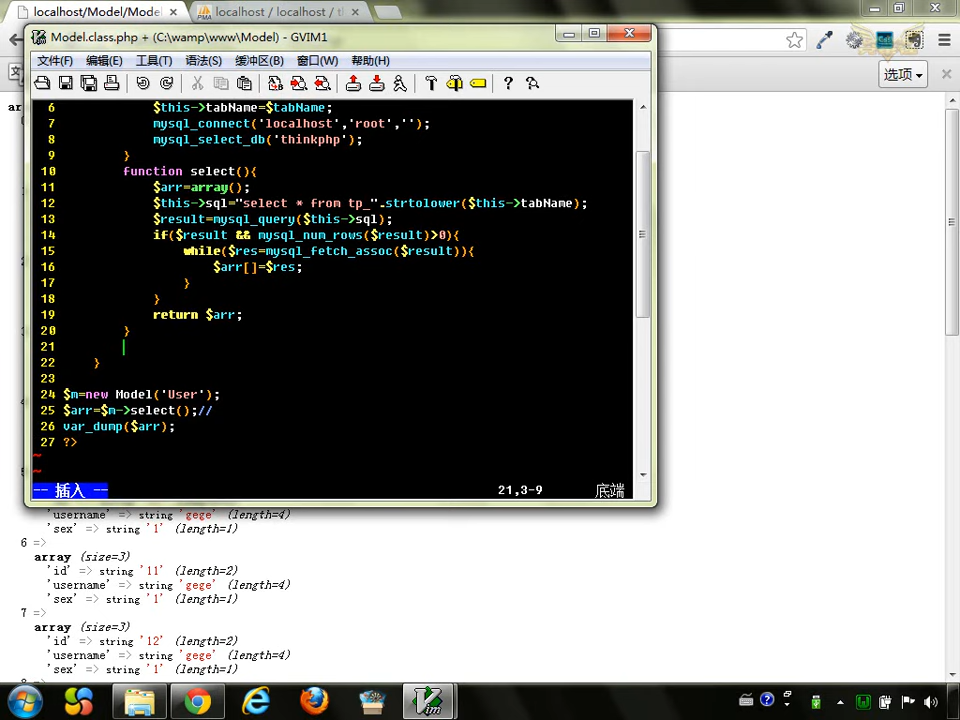 localhost/Model/Model
localhost / localhost / t
Model.class.php + (C:\wamp\www\Model) - GVIM1
文件(F) 编辑(E) 工具(T) 语法(S) 缓冲区(B) 窗口(W) 帮助(H)
选项
6 $this->tabName=$tabName;
7 mysql_connect('localhost','root','');
8 mysql_select_db('thinkphp');
9 }
10 function select(){
11 $arr=array();
12 $this->sql="select * from tp_".strtolower($this->tabName);
13 $result=mysql_query($this->sql);
14 if($result && mysql_num_rows($result)>0){
15 while($res=mysql_fetch_assoc($result)){
16 $arr[]=$res;
17 }
18 }
19 return $arr;
20 }
21
22 }
23
24 $m=new Model('User');
25 $arr=$m->select();//
26 var_dump($arr);
27 ?>
~
~
-- 插入 -- 21,3-9 底端
'username' => string 'gege' (length=4)
'sex' => string '1' (length=1)
6 =>
array (size=3)
'id' => string '11' (length=2)
'username' => string 'gege' (length=4)
'sex' => string '1' (length=1)
7 =>
array (size=3)
'id' => string '12' (length=2)
'username' => string 'gege' (length=4)
'sex' => string '1' (length=1)